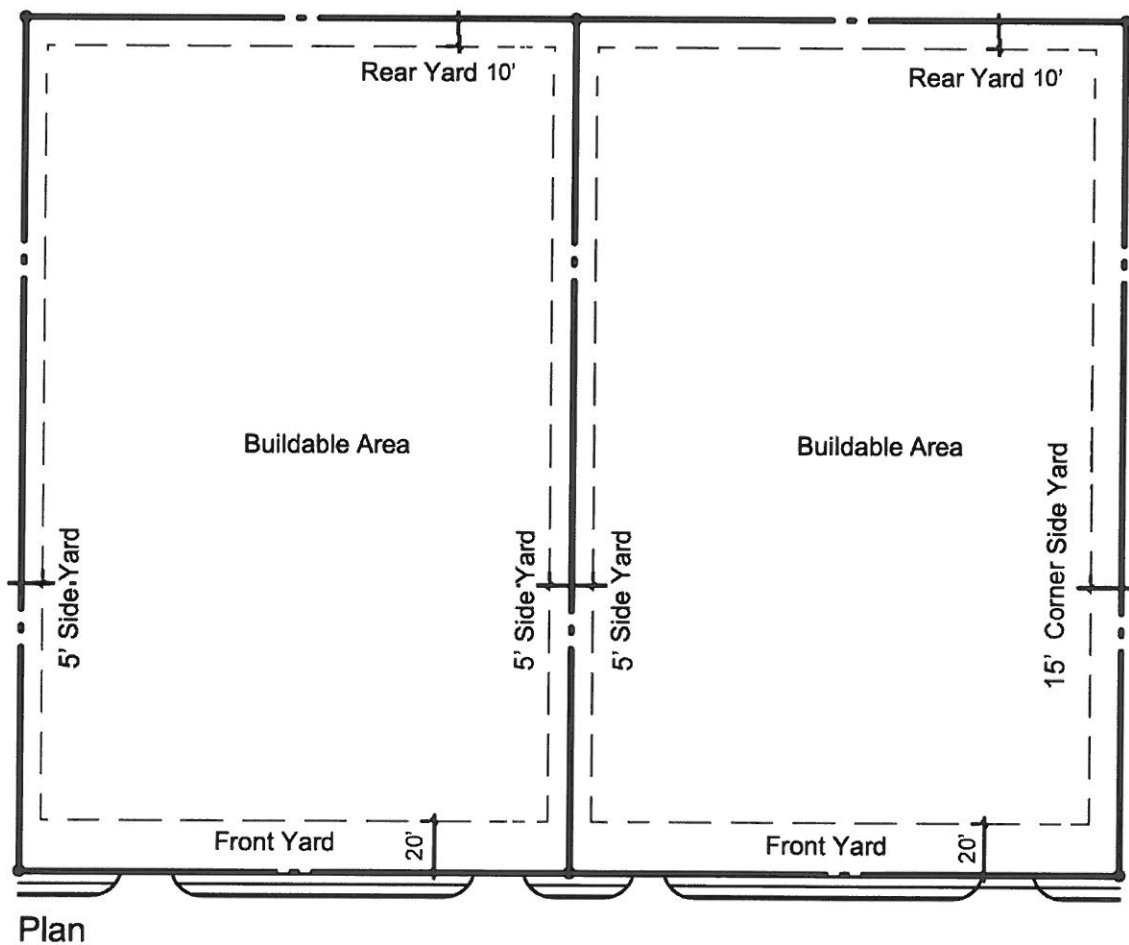 Rear Yard 10'
Rear Yard 10'
Buildable Area
Buildable Area
5' Side Yard
5' Side Yard
5' Side Yard
15' Corner Side Yard
Front Yard
20'
Front Yard
20'
Plan